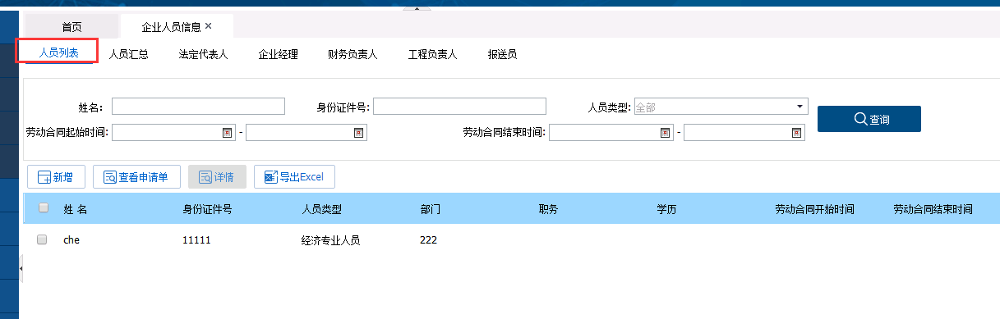 首页 企业人员信息 ×
人员列表 人员汇总 法定代表人 企业经理 财务负责人 工程负责人 报送员
姓名: 身份证件号: 人员类型: 全部 查询
劳动合同起始时间: - 劳动合同结束时间: -
新增 查看申请单 详情 导出Excel
姓 名 身份证件号 人员类型 部门 职务 学历 劳动合同开始时间 劳动合同结束时间
che 11111 经济专业人员 222